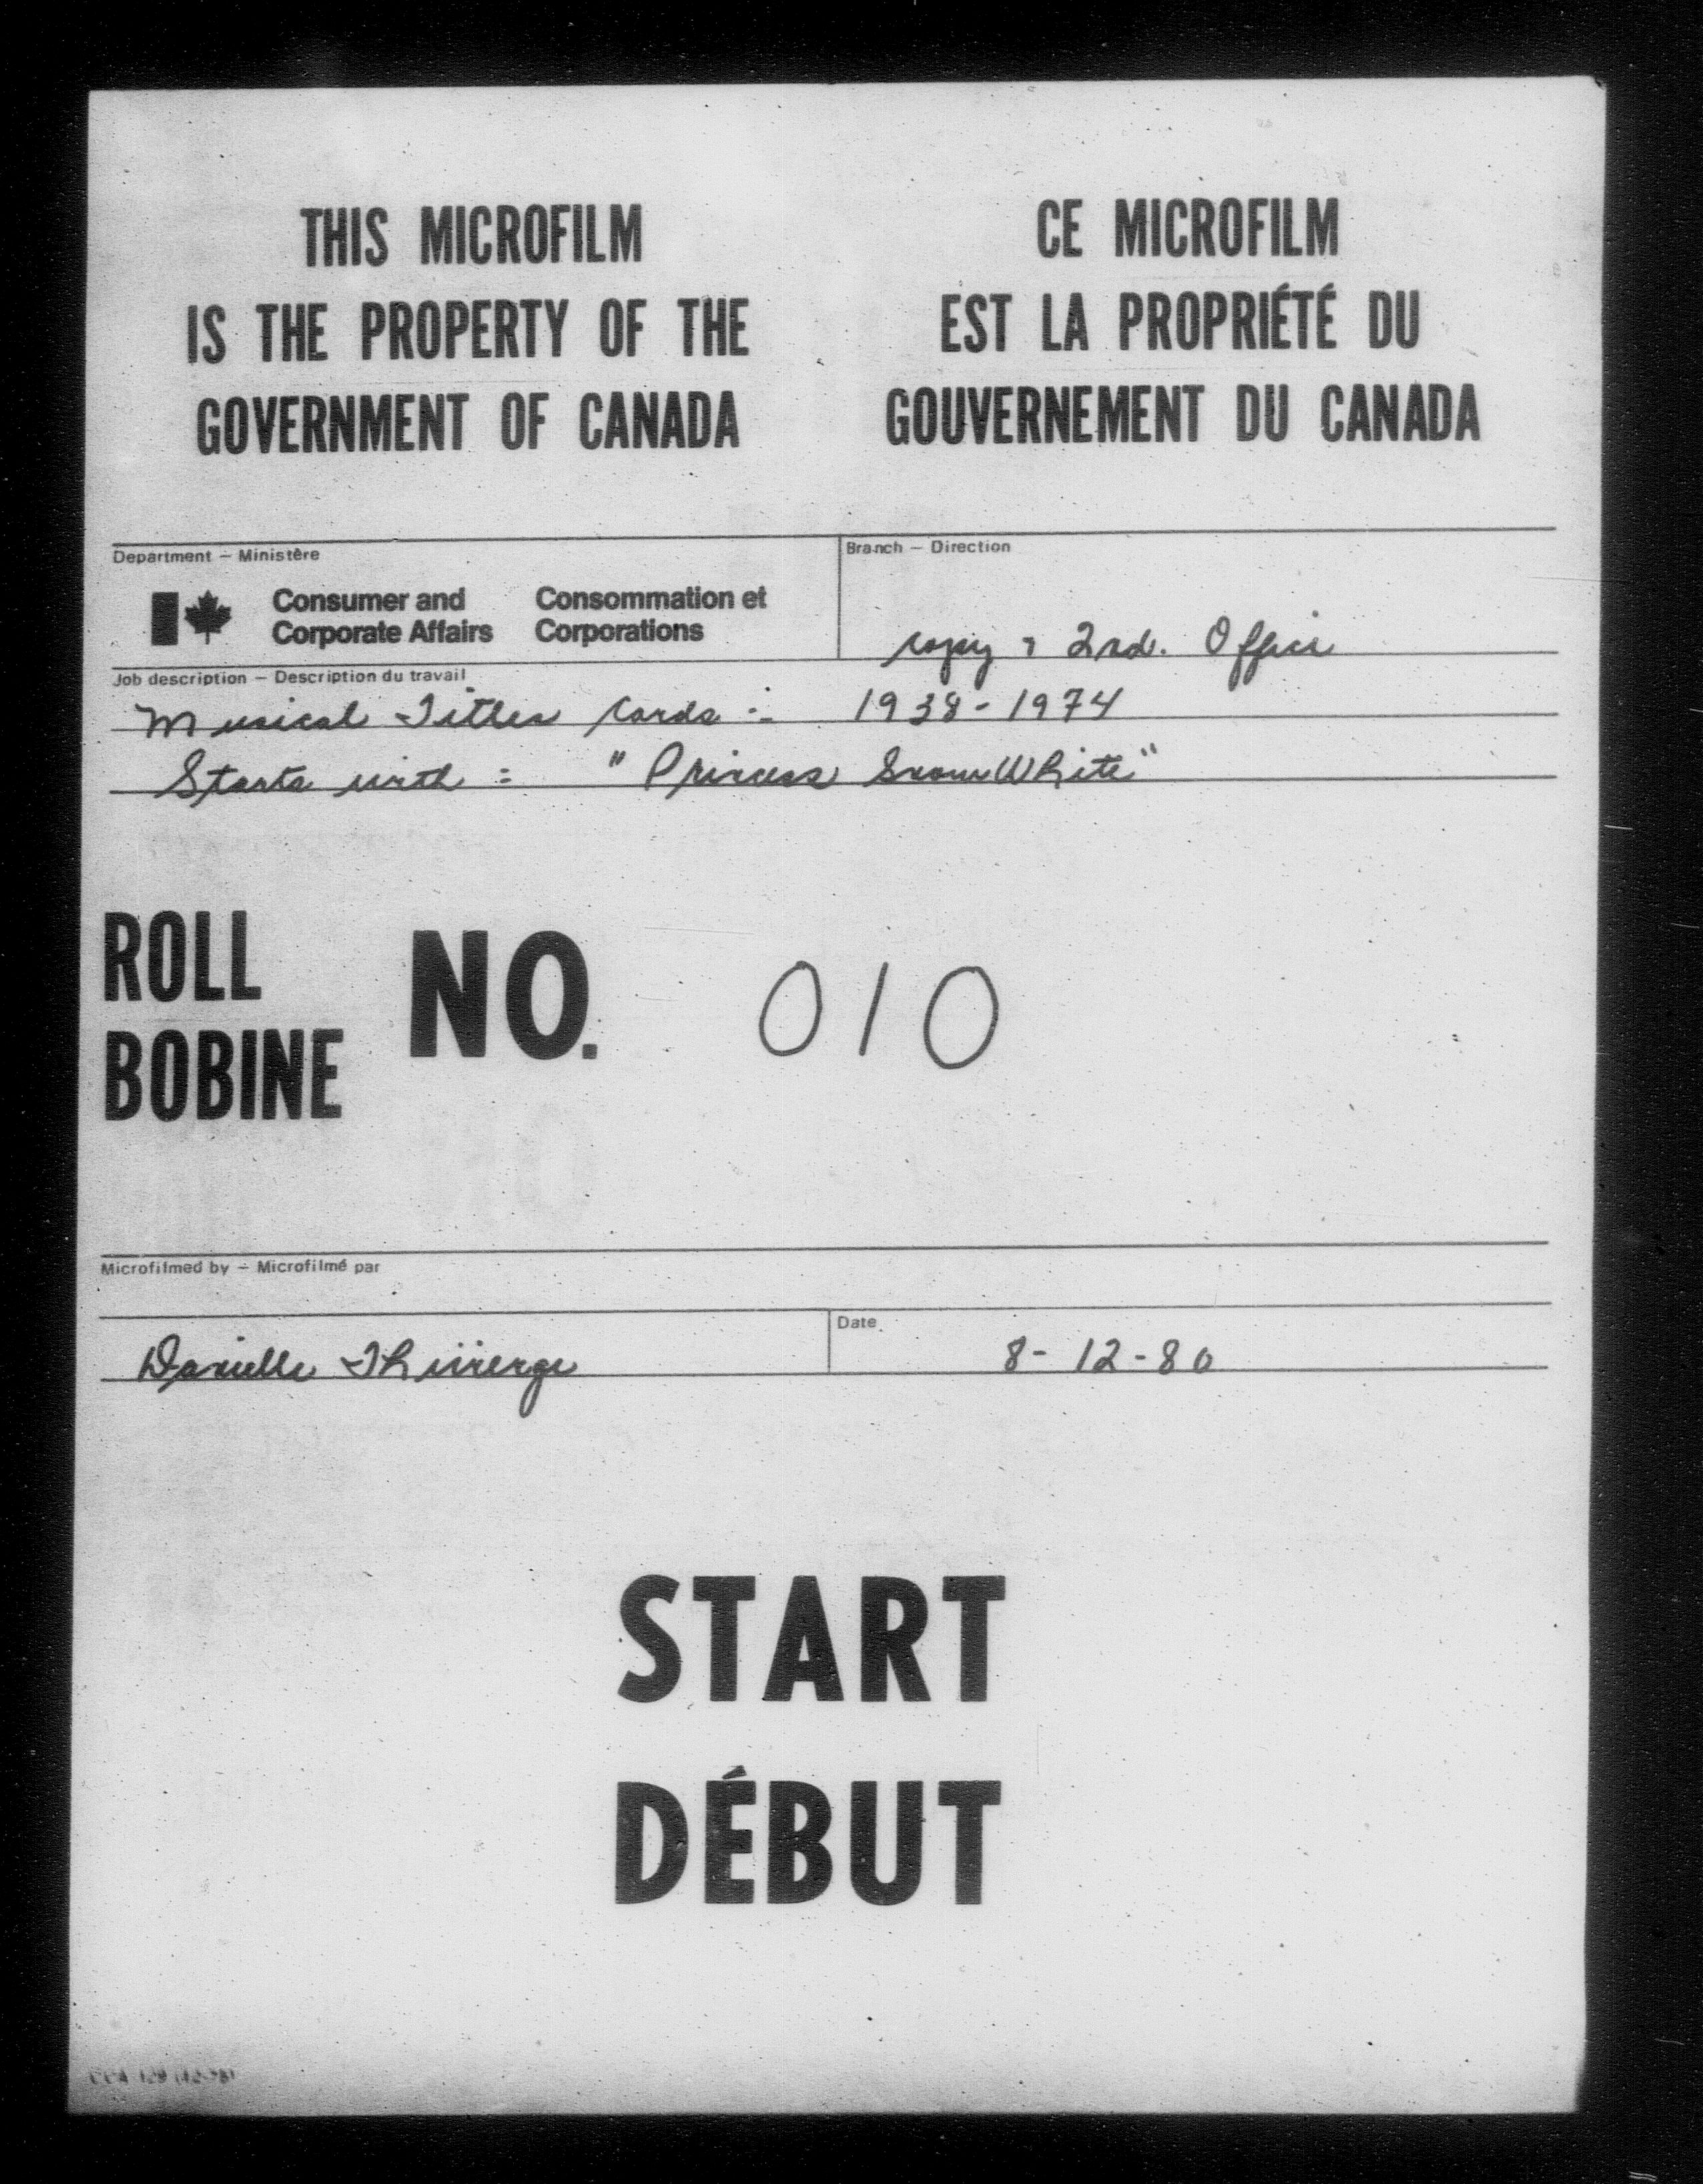 THIS MICROFILM
IS THE PROPERTY OF THE
GOVERNMENT OF CANADA
CE MICROFILM
EST LA PROPRIÉTÉ DU
GOUVERNEMENT DU CANADA
Department — Ministère
Consumer and
Corporate Affairs
Consommation et
Corporations
Branch — Direction
copy & Ind. Office
Job description — Description du travail
Musical Titles Cards :- 1938-1974
Starts with : "Princess Snow White"
ROLL
BOBINE
NO. 010
Microfilmed by — Microfilmé par
Danielle
Date
8-12-80
START
DÉBUT